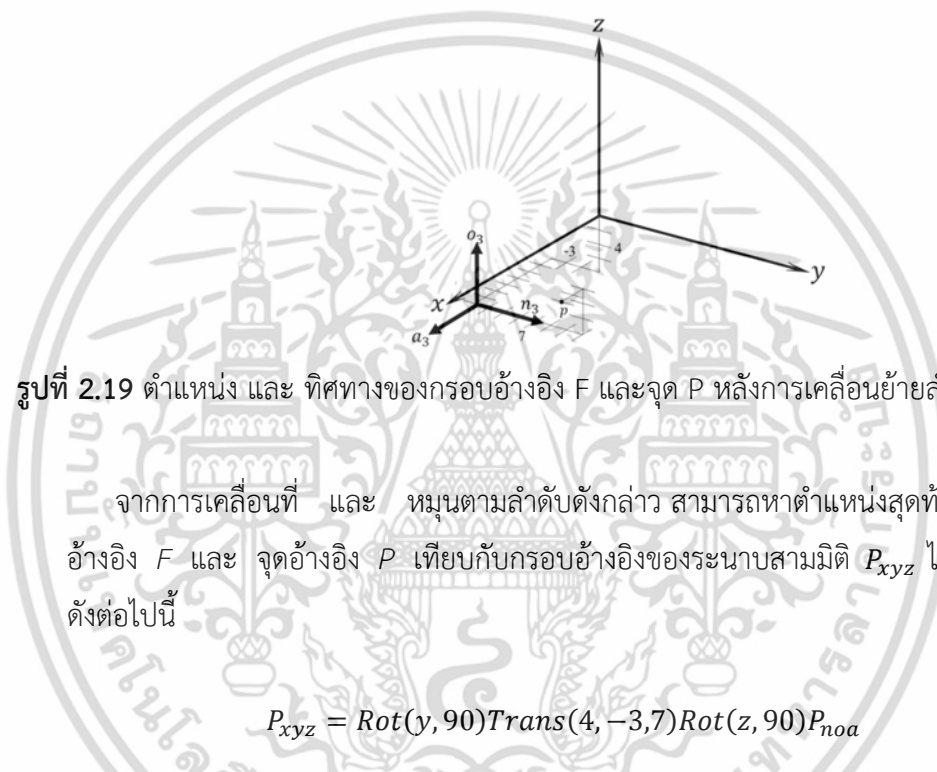 z
-3
4
y
o₃
x
n₃
p
a₃
7
รูปที่ 2.19 ตำแหน่ง และ ทิศทางของกรอบอ้างอิง F และจุด P หลังการเคลื่อนย้าย
จากการเคลื่อนที่ และ หมุนตามลำดับดังกล่าว สามารถหาตำแหน่ง
อ้างอิง F และ จุดอ้างอิง P เทียบกับกรอบอ้างอิงของระนาบสามมิติ Pxyz
ดังต่อไปนี้
Pxyz = Rot(y, 90)Trans(4, −3,7)Rot(z, 90)Pnoa